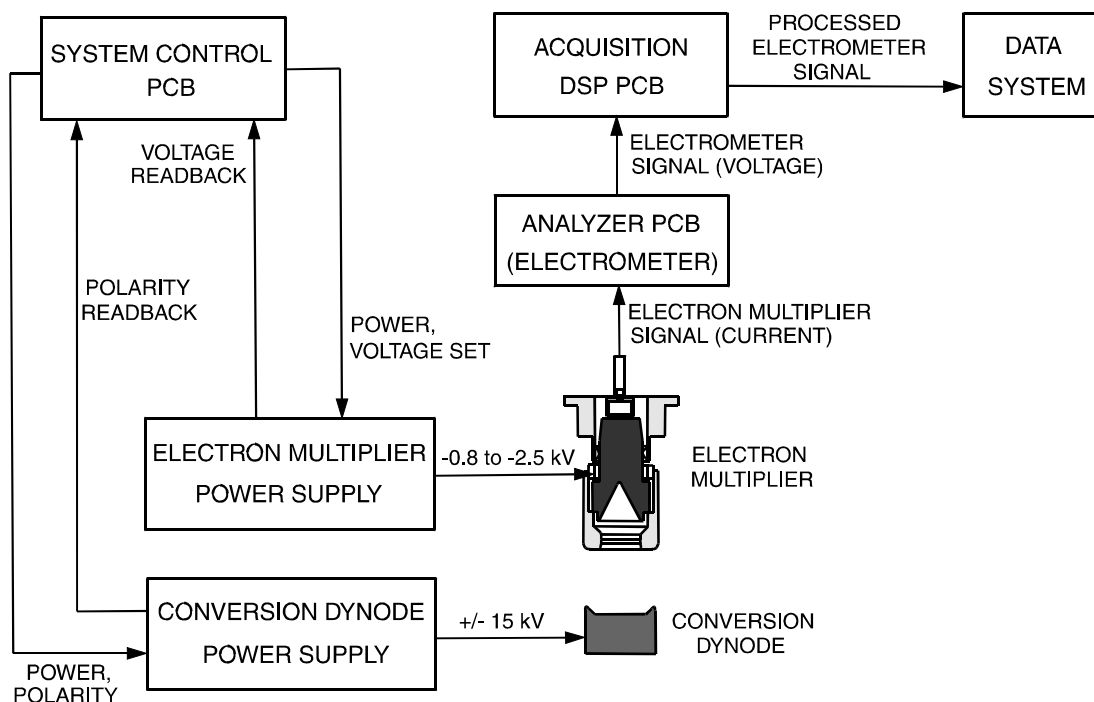 SYSTEM CONTROL
PCB
ACQUISITION
DSP PCB
PROCESSED
ELECTROMETER
SIGNAL
DATA
SYSTEM
VOLTAGE
READBACK
ELECTROMETER
SIGNAL (VOLTAGE)
ANALYZER PCB
(ELECTROMETER)
POLARITY
READBACK
POWER,
VOLTAGE SET
ELECTRON MULTIPLIER
SIGNAL (CURRENT)
ELECTRON MULTIPLIER
POWER SUPPLY
-0.8 to -2.5 kV
ELECTRON
MULTIPLIER
CONVERSION DYNODE
POWER SUPPLY
+/- 15 kV
CONVERSION
DYNODE
POWER,
POLARITY